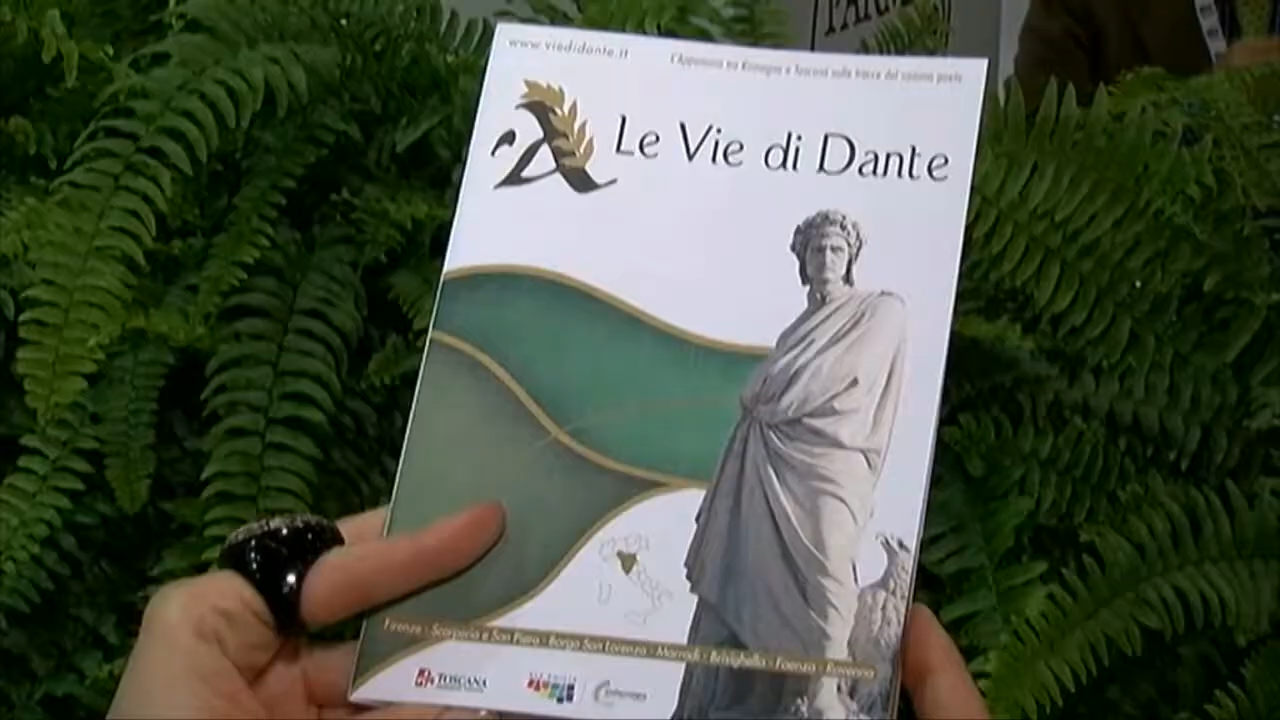 PARM
www.viedidante.it
L'Appennino tra Romagna e Toscana sulle tracce del sommo poeta
Le Vie di Dante
Firenze - Scarperia e San Piero - Borgo San Lorenzo - Marradi - Brisighella - Faenza - Ravenna
TOSCANA